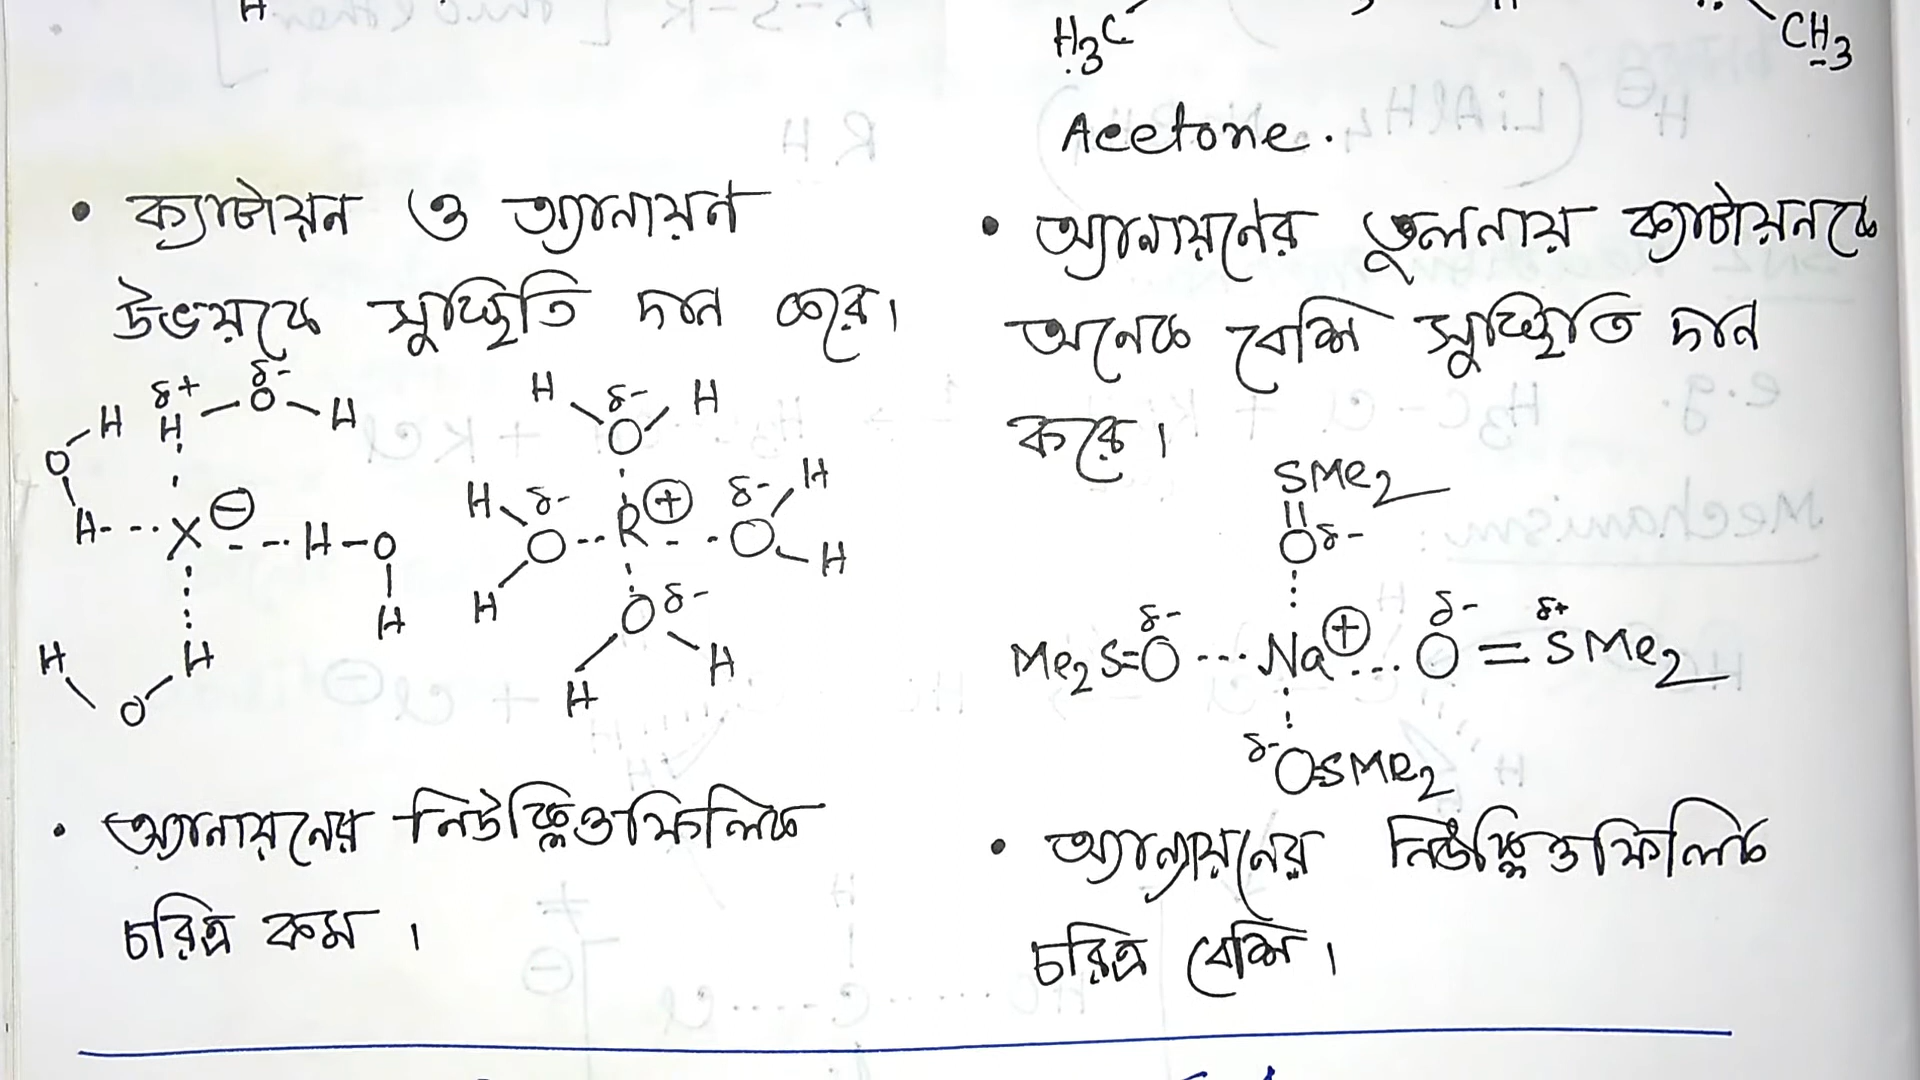 H
H3C
CH3
Acetone.
• ক্যাটায়ন ও অ্যানায়ন
উভয়কে সুস্থিতি দান করে।
δ+ H — O δ- — H
H
O
H
X ⊖
H — O
H
H
H
O
H δ- H
O
H δ-
O
H
R ⊕
δ- H
O
H
O δ-
H
H
• অ্যানায়নের নিউক্লিওফিলিক
চরিত্র কম।
• অ্যানায়নের তুলনায় ক্যাটায়নকে
অনেক বেশি সুস্থিতি দান
করে।
SMe2
O δ-
Me2S=O δ- ... Na ⊕ ... O δ- = S δ+ Me2
δ- O=SMe2
• অ্যানায়নের নিউক্লিওফিলিক
চরিত্র বেশি।